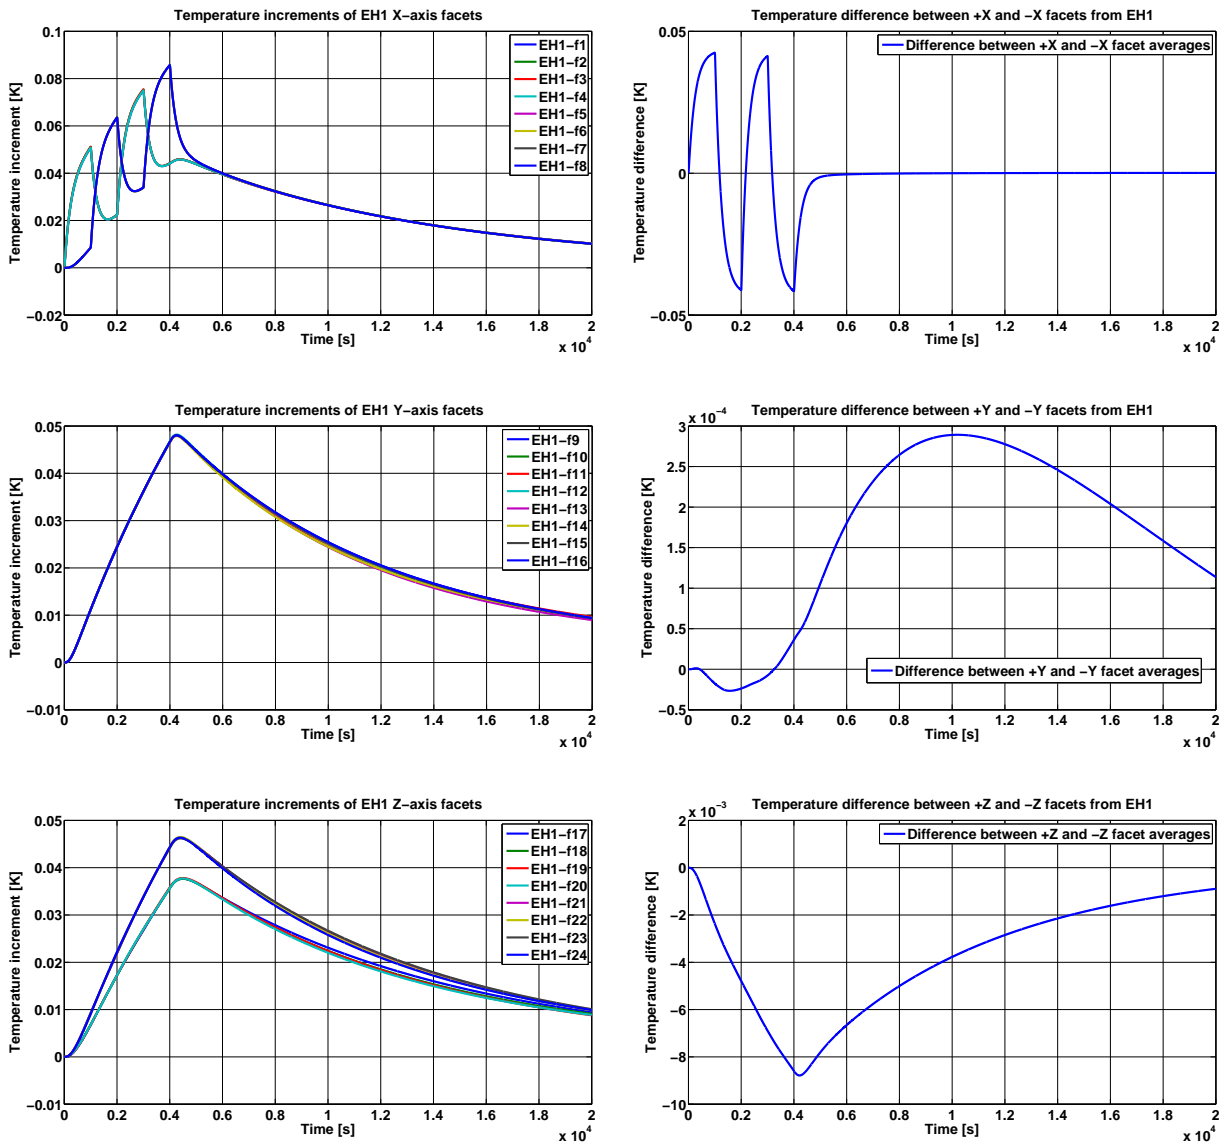 Temperature increments of EH1 X−axis facets
Temperature increment [K]
0.1
0.08
0.06
0.04
0.02
0
−0.02
EH1−f1
EH1−f2
EH1−f3
EH1−f4
EH1−f5
EH1−f6
EH1−f7
EH1−f8
0 0.2 0.4 0.6 0.8 1 1.2 1.4 1.6 1.8 2
Time [s]
x 10^4
Temperature difference between +X and −X facets from EH1
Temperature difference [K]
0.05
0
−0.05
Difference between +X and −X facet averages
0 0.2 0.4 0.6 0.8 1 1.2 1.4 1.6 1.8 2
Time [s]
x 10^4
Temperature increments of EH1 Y−axis facets
Temperature increment [K]
0.05
0.04
0.03
0.02
0.01
0
−0.01
EH1−f9
EH1−f10
EH1−f11
EH1−f12
EH1−f13
EH1−f14
EH1−f15
EH1−f16
0 0.2 0.4 0.6 0.8 1 1.2 1.4 1.6 1.8 2
Time [s]
x 10^4
Temperature difference between +Y and −Y facets from EH1
x 10^−4
Temperature difference [K]
3
2.5
2
1.5
1
0.5
0
−0.5
Difference between +Y and −Y facet averages
0 0.2 0.4 0.6 0.8 1 1.2 1.4 1.6 1.8 2
Time [s]
x 10^4
Temperature increments of EH1 Z−axis facets
Temperature increment [K]
0.05
0.04
0.03
0.02
0.01
0
−0.01
EH1−f17
EH1−f18
EH1−f19
EH1−f20
EH1−f21
EH1−f22
EH1−f23
EH1−f24
0 0.2 0.4 0.6 0.8 1 1.2 1.4 1.6 1.8 2
Time [s]
x 10^4
Temperature difference between +Z and −Z facets from EH1
x 10^−3
Temperature difference [K]
2
0
−2
−4
−6
−8
−10
Difference between +Z and −Z facet averages
0 0.2 0.4 0.6 0.8 1 1.2 1.4 1.6 1.8 2
Time [s]
x 10^4